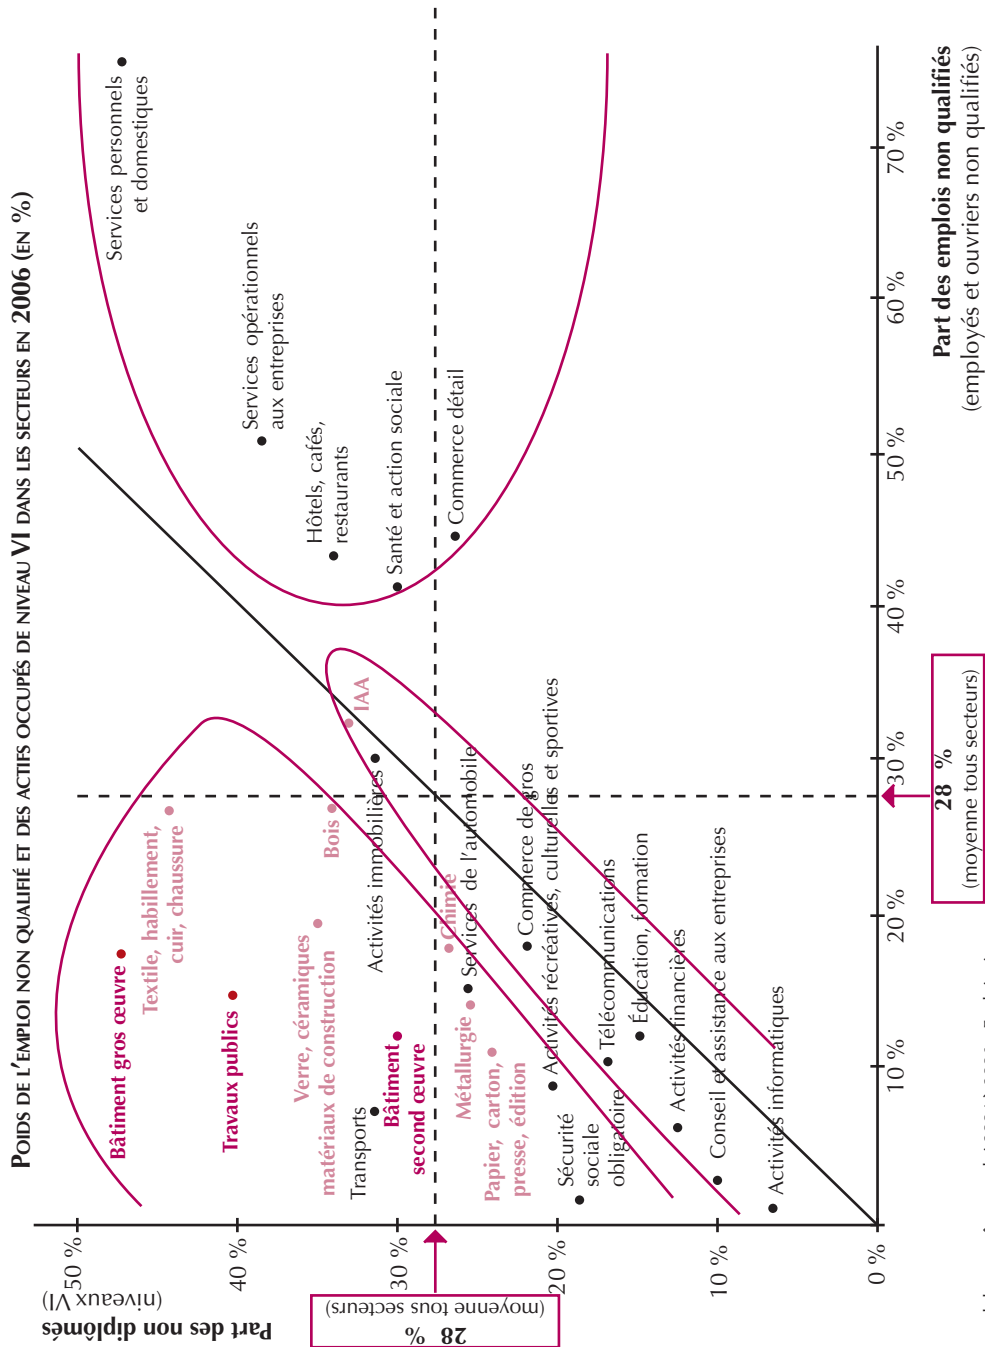 POIDS DE L'EMPLOI NON QUALIFIÉ ET DES ACTIFS OCCUPÉS DE NIVEAU VI DANS LES SECTEURS EN 2006 (EN %)
Part des non diplômés
(niveaux VI)
50 %
40 %
30 %
20 %
10 %
0 %
28 %
(moyenne tous secteurs)
Services personnels
et domestiques
Services opérationnels
aux entreprises
Hôtels, cafés,
restaurants
Santé et action sociale
Commerce détail
Bâtiment gros œuvre
Textile, habillement,
cuir, chaussure
Travaux publics
Verre, céramiques
matériaux de construction
Bois
IAA
Activités immobilières
Transports
Bâtiment
second œuvre
Chimie
Métallurgie
Services de l'automobile
Papier, carton,
presse, édition
Commerce de gros
Activités récréatives, culturelles et sportives
Sécurité
sociale
obligatoire
Télécommunications
Éducation, formation
Activités financières
Conseil et assistance aux entreprises
Activités informatiques
10 %
20 %
30 %
40 %
50 %
60 %
70 %
28 %
(moyenne tous secteurs)
Part des emplois non qualifiés
(employés et ouvriers non qualifiés)